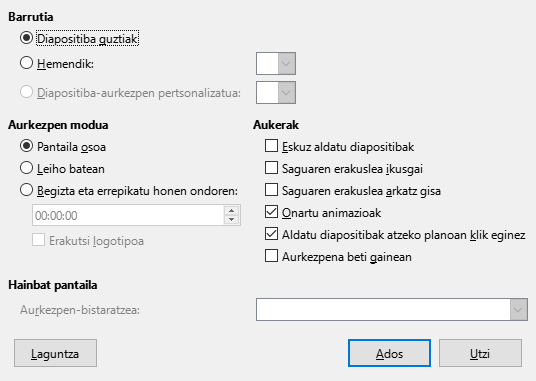 Barrutia
Diapositiba guztiak
Hemendik:
Diapositiba-aurkezpen pertsonalizatua:
Aurkezpen modua
Pantaila osoa
Leiho batean
Begizta eta errepikatu honen ondoren:
00:00:00
Erakutsi logotipoa
Aukerak
Eskuz aldatu diapositibak
Saguaren erakuslea ikusgai
Saguaren erakuslea arkatz gisa
Onartu animazioak
Aldatu diapositibak atzeko planoan klik eginez
Aurkezpena beti gainean
Hainbat pantaila
Aurkezpen-bistaratzea:
Laguntza
Ados
Utzi